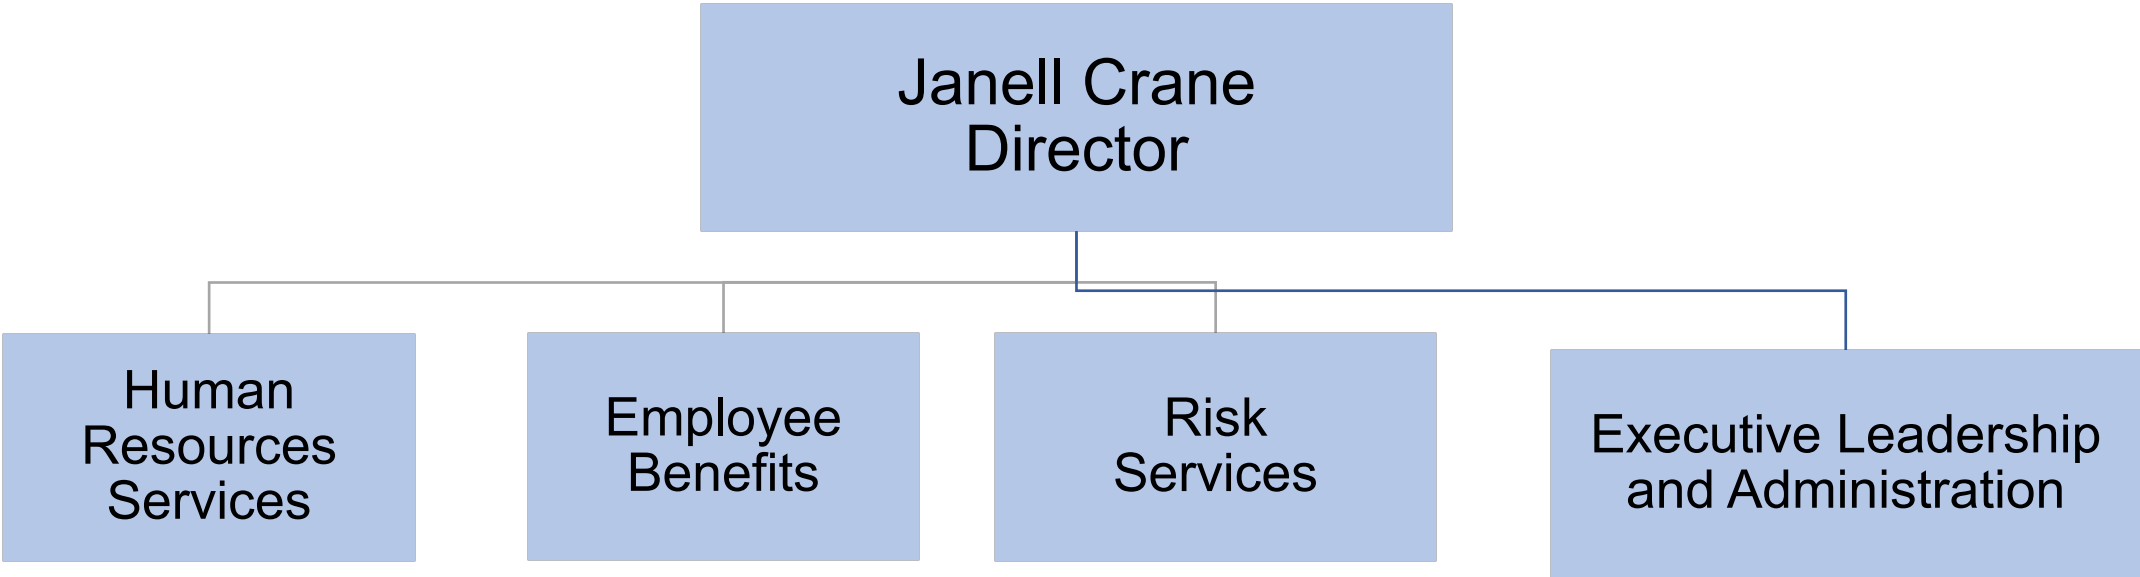 Janell Crane
Director
Human
Resources
Services
Employee
Benefits
Risk
Services
Executive Leadership
and Administration